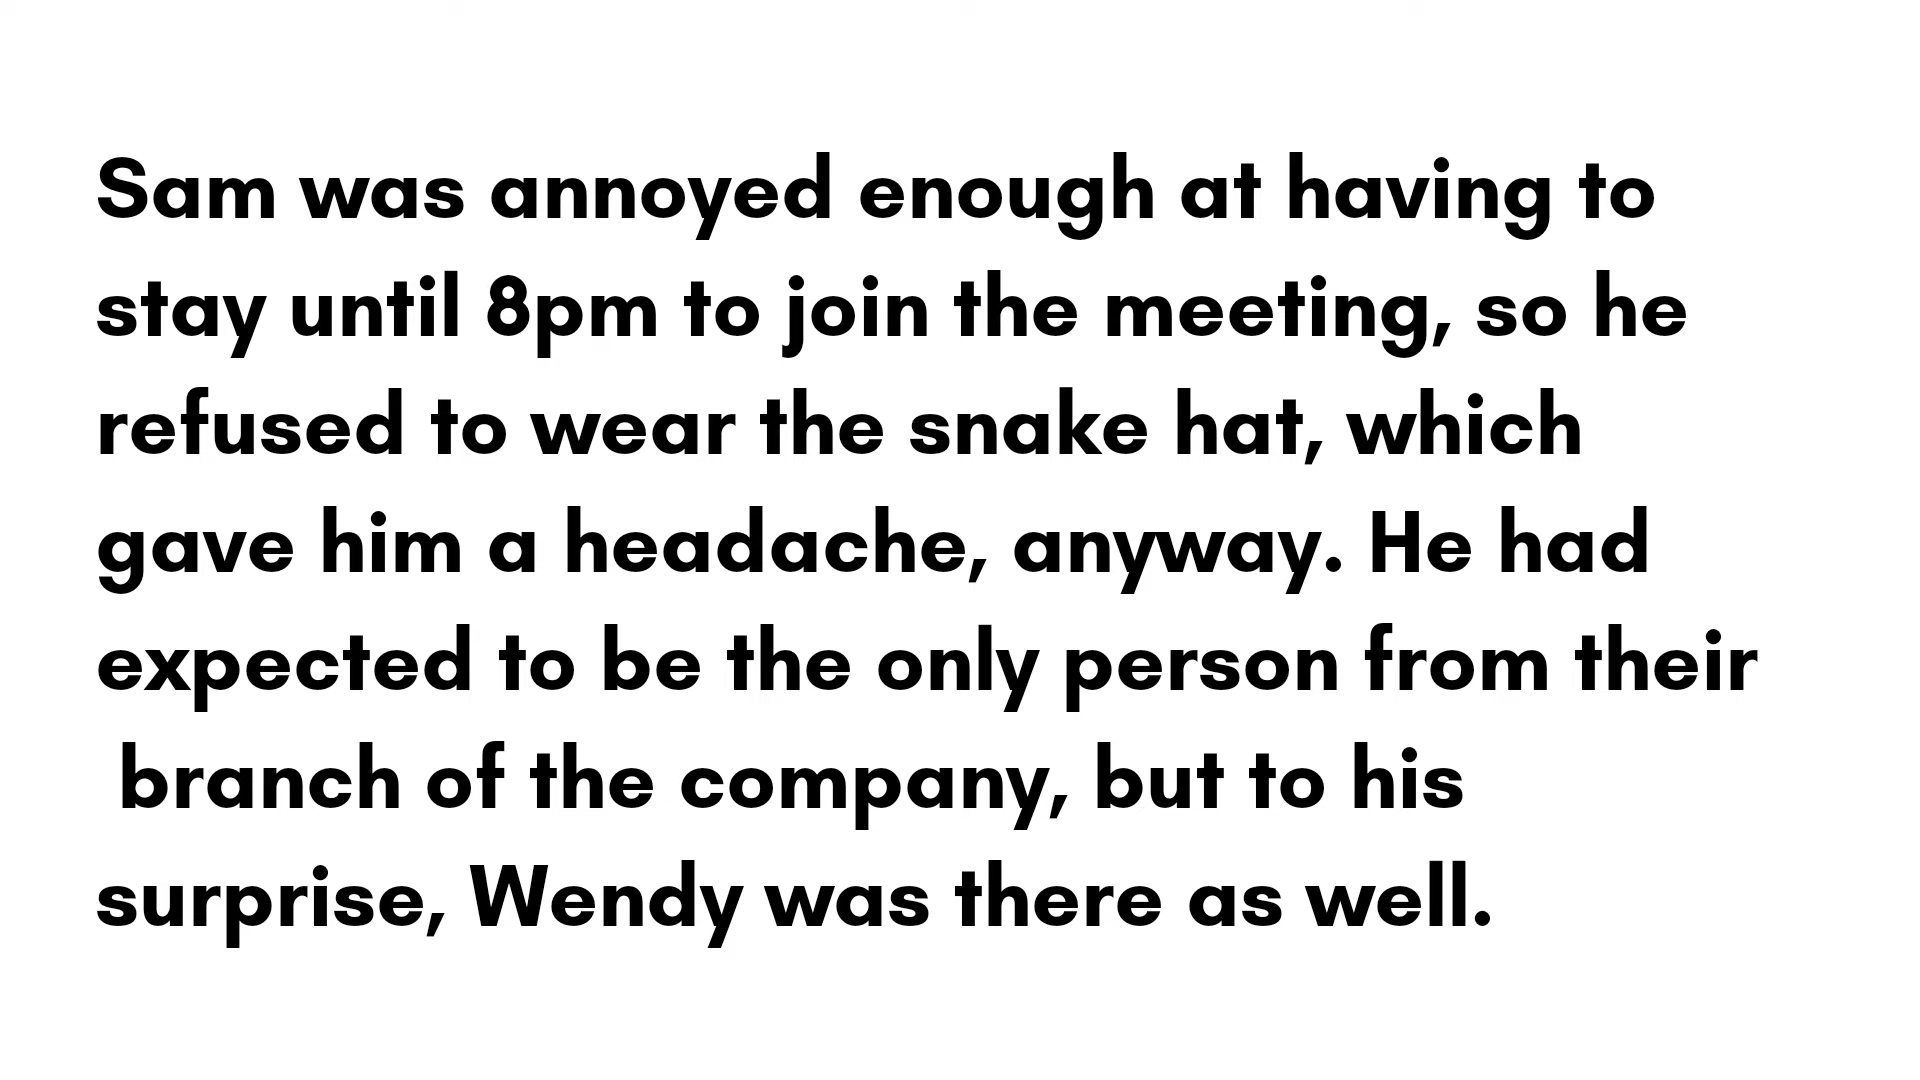 Sam was annoyed enough at having to
stay until 8pm to join the meeting, so he
refused to wear the snake hat, which
gave him a headache, anyway. He had
expected to be the only person from their
branch of the company, but to his
surprise, Wendy was there as well.